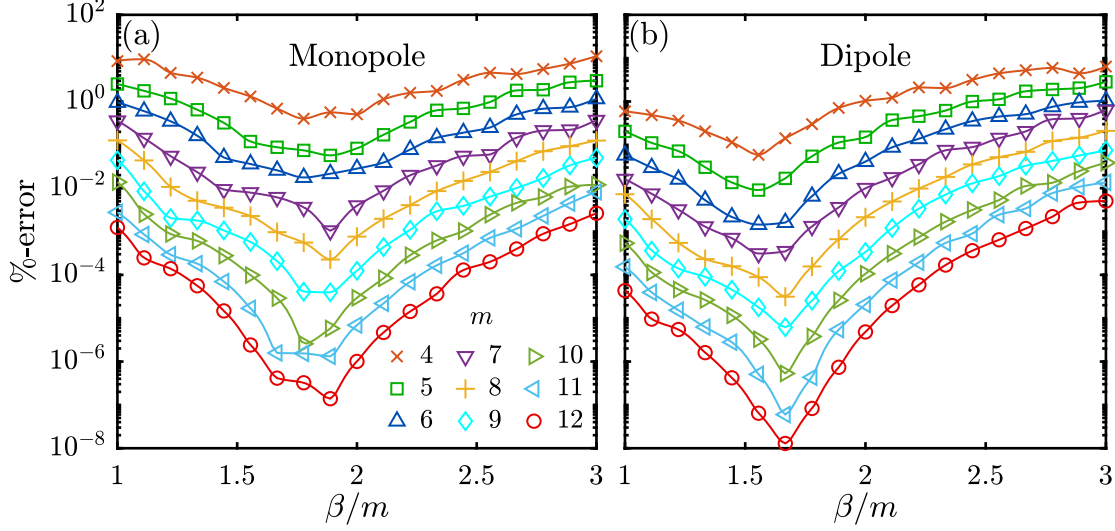 (a) Monopole
(b) Dipole
%-error
10^2
10^0
10^-2
10^-4
10^-6
10^-8
m
4 7 10
5 8 11
6 9 12
1 1.5 2 2.5 3
1 1.5 2 2.5 3
β/m
β/m